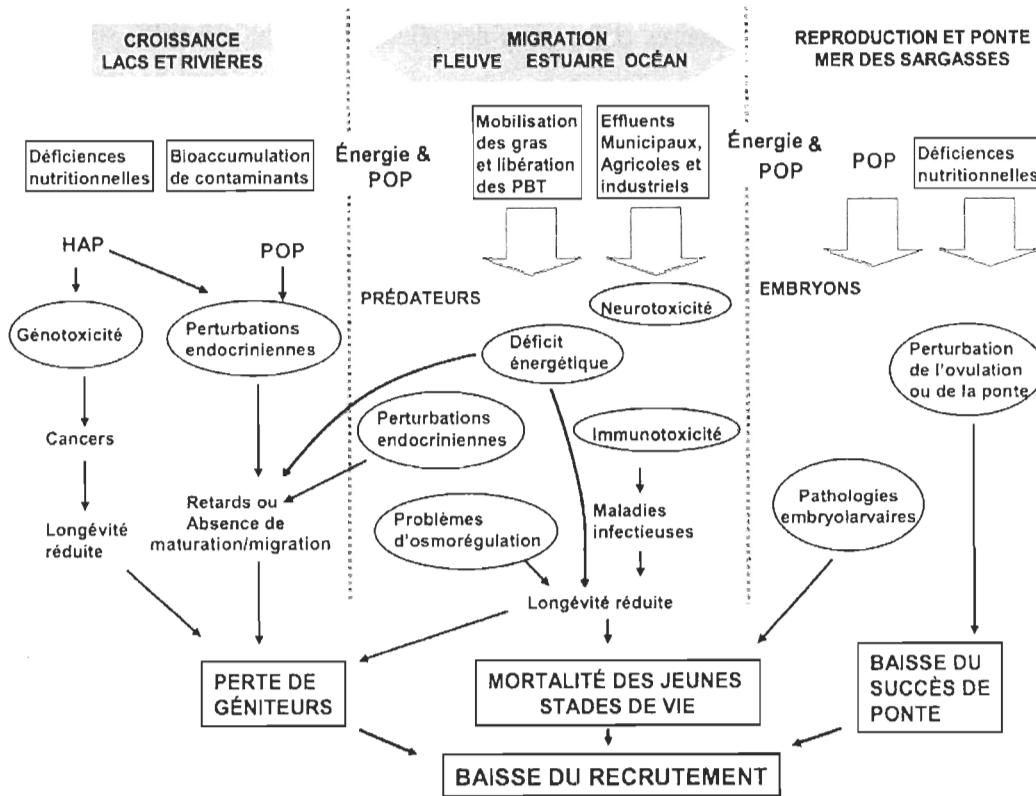 CROISSANCE
LACS ET RIVIÈRES
MIGRATION
FLEUVE ESTUAIRE OCÉAN
REPRODUCTION ET PONTE
MER DES SARGASSES
Déficiences
nutritionnelles
Bioaccumulation
de contaminants
Énergie &
POP
Mobilisation
des gras
et libération
des PBT
Effluents
Municipaux,
Agricoles et
industriels
Énergie &
POP
POP
Déficiences
nutritionnelles
HAP
POP
PRÉDATEURS
EMBRYONS
Génotoxicité
Perturbations
endocriniennes
Neurotoxicité
Déficit
énergétique
Perturbation
de l'ovulation
ou de la ponte
Cancers
Perturbations
endocriniennes
Immunotoxicité
Longévité
réduite
Retards ou
Absence de
maturation/migration
Problèmes
d'osmorégulation
Maladies
infectieuses
Pathologies
embryolarvaires
Longévité réduite
PERTE DE
GÉNITEURS
MORTALITÉ DES JEUNES
STADES DE VIE
BAISSE DU
SUCCÈS DE
PONTE
BAISSE DU RECRUTEMENT